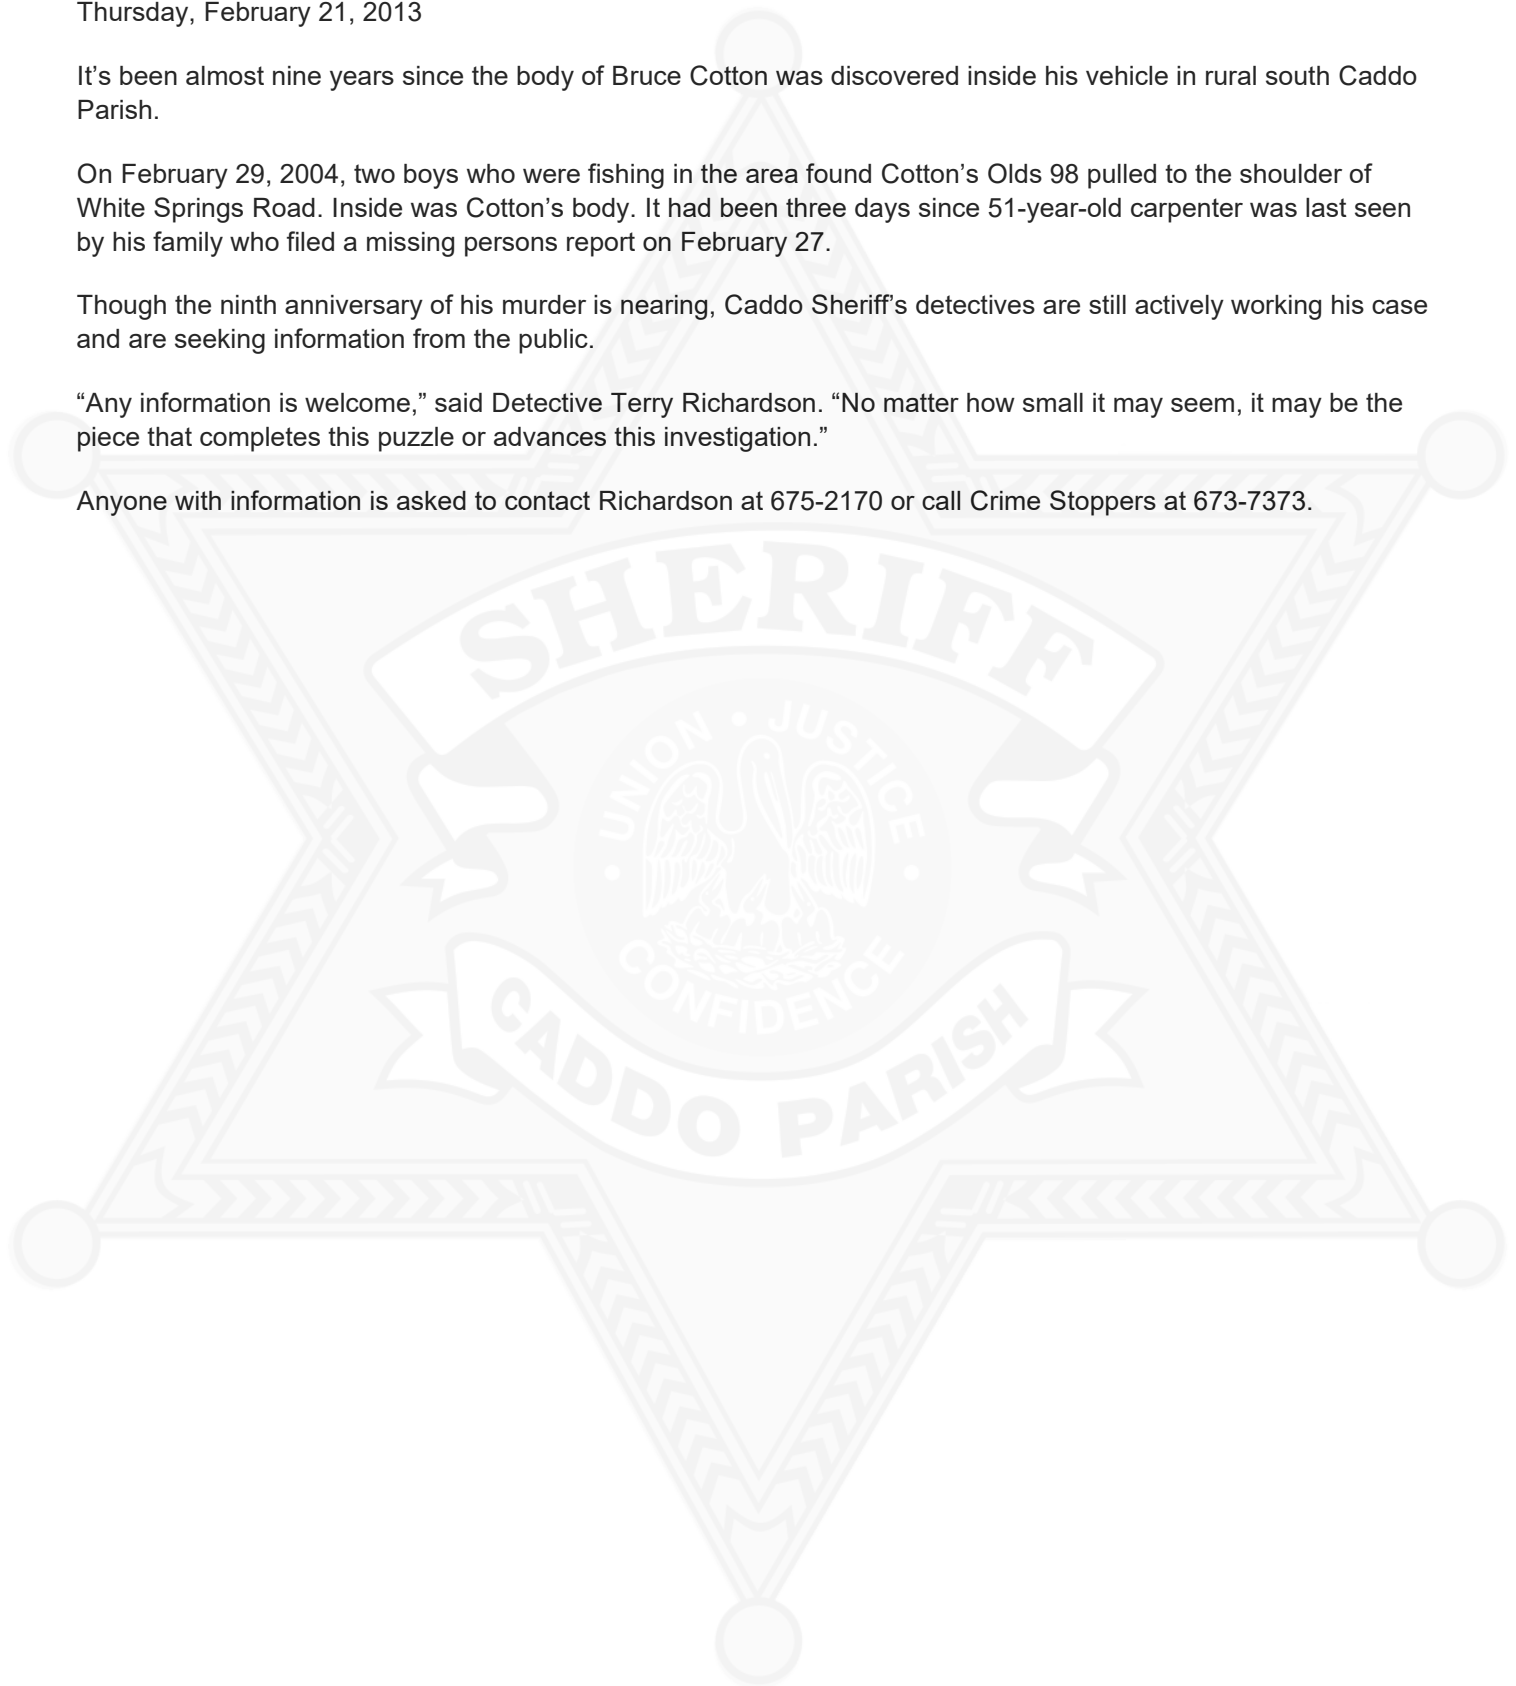 Thursday, February 21, 2013
It’s been almost nine years since the body of Bruce Cotton was discovered inside his vehicle in rural south Caddo
Parish.
On February 29, 2004, two boys who were fishing in the area found Cotton’s Olds 98 pulled to the shoulder of
White Springs Road. Inside was Cotton’s body. It had been three days since 51-year-old carpenter was last seen
by his family who filed a missing persons report on February 27.
Though the ninth anniversary of his murder is nearing, Caddo Sheriff’s detectives are still actively working his case
and are seeking information from the public.
“Any information is welcome,” said Detective Terry Richardson. “No matter how small it may seem, it may be the
piece that completes this puzzle or advances this investigation.”
Anyone with information is asked to contact Richardson at 675-2170 or call Crime Stoppers at 673-7373.
SHERIFF
UNION • JUSTICE •
• CONFIDENCE
CADDO PARISH